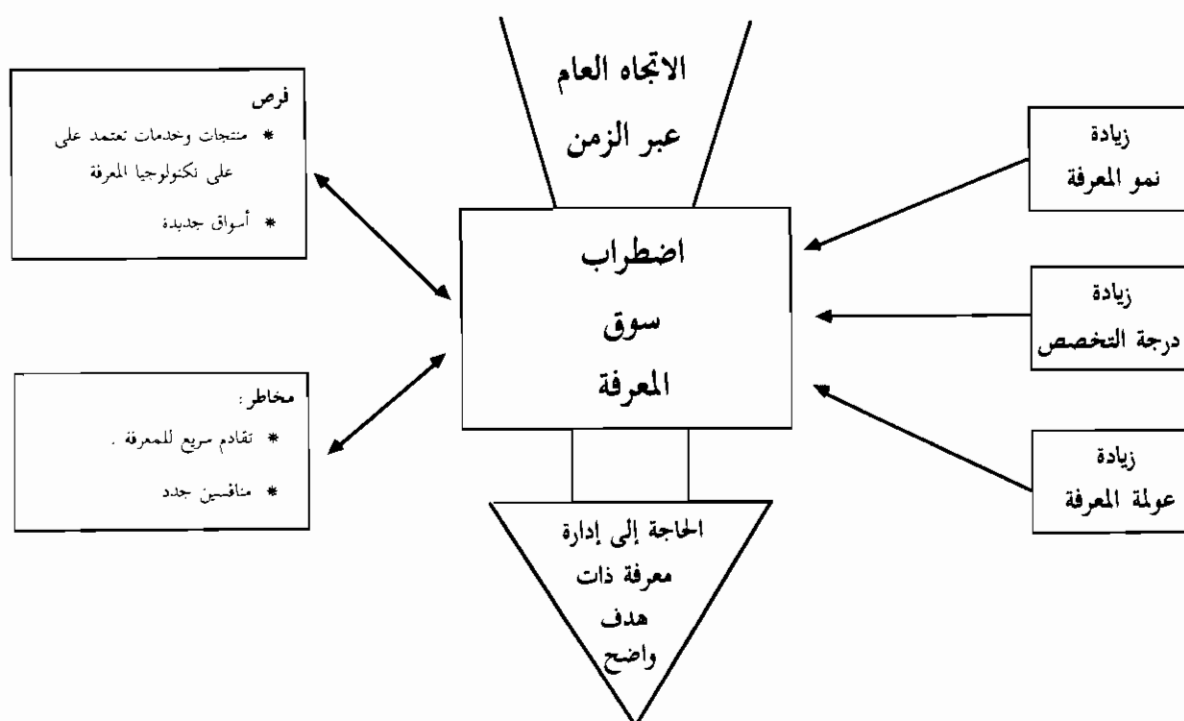 الاتجاه العام
عبر الزمن
زيادة
نمو المعرفة
زيادة
درجة التخصص
زيادة
عولمة المعرفة
اضطراب
سوق
المعرفة
فرص
* منتجات وخدمات تعتمد على
على تكنولوجيا المعرفة
* أسواق جديدة
مخاطر :
* تقادم سريع للمعرفة .
* منافسين جدد
الحاجة إلى إدارة
معرفة ذات
هدف
واضح